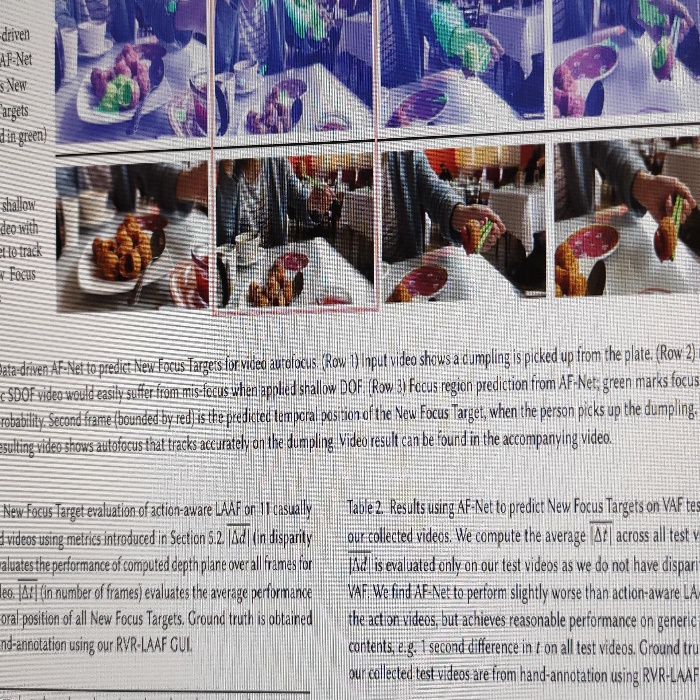 driven
AF-Net
s New
Targets
d in green)
shallow
deo with
et to track
w Focus
Data-driven AF-Net to predict New Focus Targets for video autofocus. (Row 1) Input video shows a dumpling is picked up from the plate. (Row 2)
c SDOF video would easily suffer from mis-focus when applied shallow DOF. (Row 3) Focus region prediction from AF-Net; green marks focus
robability. Second frame (bounded by red) is the predicted temporal position of the New Focus Target, when the person picks up the dumpling.
esulting video shows autofocus that tracks accurately on the dumpling. Video result can be found in the accompanying video.
New Focus Target evaluation of action-aware LAAF on 11 casually
d videos using metrics introduced in Section 5.2. |Δd| (in disparity
aluates the performance of computed depth plane over all frames for
deo. |Δt| (in number of frames) evaluates the average performance
oral position of all New Focus Targets. Ground truth is obtained
nd-annotation using our RVR-LAAF GUI.
Table 2. Results using AF-Net to predict New Focus Targets on VAF tes
our collected videos. We compute the average |Δt| across all test v
|Δd| is evaluated only on our test videos as we do not have dispari
VAF. We find AF-Net to perform slightly worse than action-aware LA
the action videos, but achieves reasonable performance on generic
contents, e.g. 1 second difference in t on all test videos. Ground tru
our collected test videos are from hand-annotation using RVR-LAAF